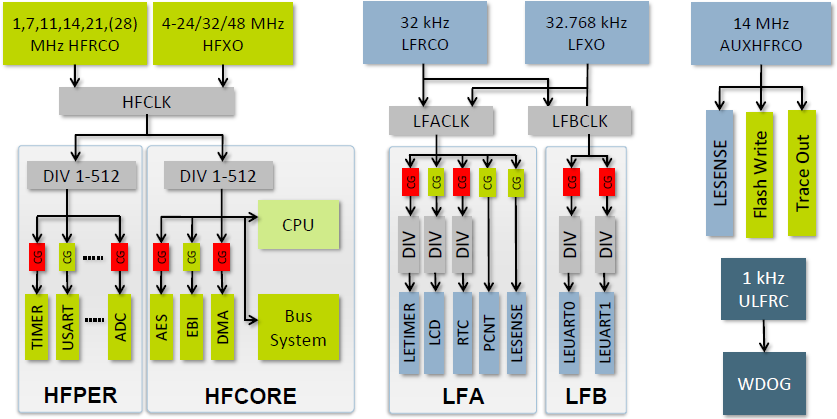 1,7,11,14,21,(28)
MHz HFRCO
4-24/32/48 MHz
HFXO
32 kHz
LFRCO
32.768 kHz
LFXO
14 MHz
AUXHFRCO
HFCLK
LFACLK
LFBCLK
LESENSE
Flash Write
Trace Out
DIV 1-512
DIV 1-512
CG
CG
CG
CG
CG
CG
CG
DIV
DIV
DIV
DIV
DIV
CPU
CG
CG
CG
CG
CG
CG
1 kHz
ULFRC
TIMER
USART
ADC
AES
EBI
DMA
Bus
System
LETIMER
LCD
RTC
PCNT
LESENSE
LEUART0
LEUART1
WDOG
HFPER
HFCORE
LFA
LFB